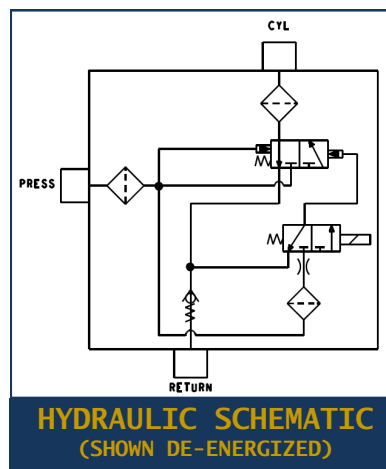 CYL
PRESS
RETURN
HYDRAULIC SCHEMATIC
(SHOWN DE-ENERGIZED)